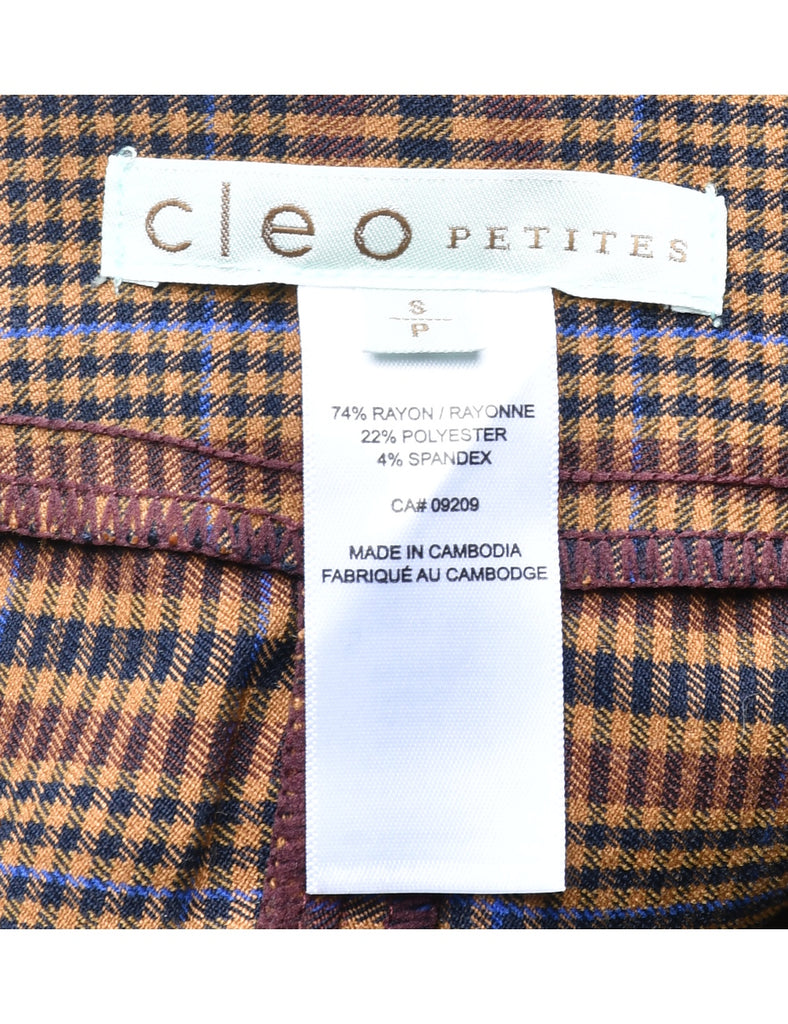 cleo PETITES
S
P
74% RAYON / RAYONNE
22% POLYESTER
4% SPANDEX
CA# 09209
MADE IN CAMBODIA
FABRIQUÉ AU CAMBODGE